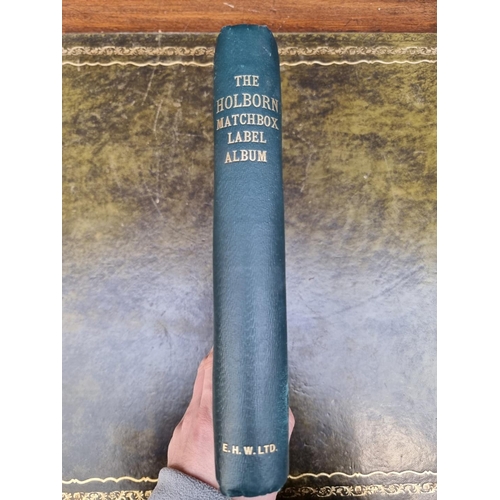 THE
HOLBORN
MATCHBOX
LABEL
ALBUM
E.H.W.LTD.